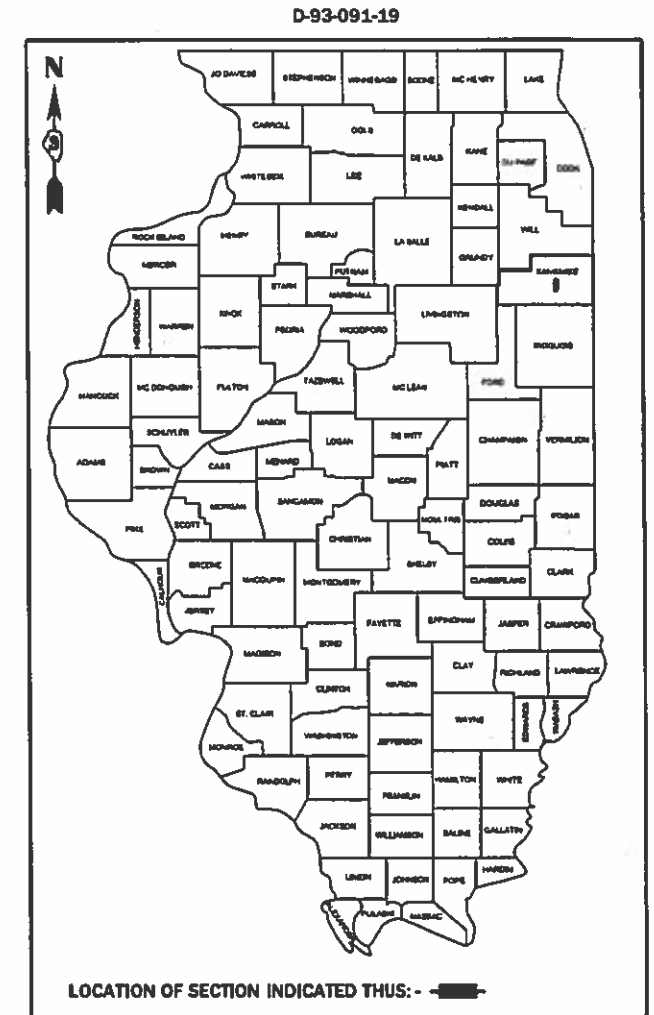 D-93-091-19
N
JO DAVIESS STEPHENSON WINNEBAGO BOONE MC HENRY LAKE
CARROLL OGLE DE KALB KANE DU PAGE COOK
WHITESIDE LEE
KENDALL WILL
ROCK ISLAND HENRY BUREAU LA SALLE
MERCER PUTNAM GRUNDY KANKAKEE
STARK MARSHALL
HENDERSON WARREN KNOX PEORIA WOODFORD LIVINGSTON IROQUOIS
HANCOCK MC DONOUGH FULTON TAZEWELL MC LEAN FORD
MASON
SCHUYLER LOGAN DE WITT CHAMPAIGN VERMILION
ADAMS BROWN CASS MENARD MACON PIATT
PIKE SCOTT MORGAN SANGAMON MOULTRIE DOUGLAS EDGAR
CHRISTIAN COLES
CALHOUN GREENE MACOUPIN MONTGOMERY SHELBY CUMBERLAND CLARK
JERSEY FAYETTE EFFINGHAM JASPER CRAWFORD
MADISON BOND
CLAY RICHLAND LAWRENCE
CLINTON MARION
ST. CLAIR WAYNE EDWARDS WABASH
WASHINGTON JEFFERSON
MONROE
RANDOLPH PERRY HAMILTON WHITE
FRANKLIN
JACKSON WILLIAMSON SALINE GALLATIN
UNION JOHNSON POPE HARDIN
ALEXANDER PULASKI MASSAC
LOCATION OF SECTION INDICATED THUS: -